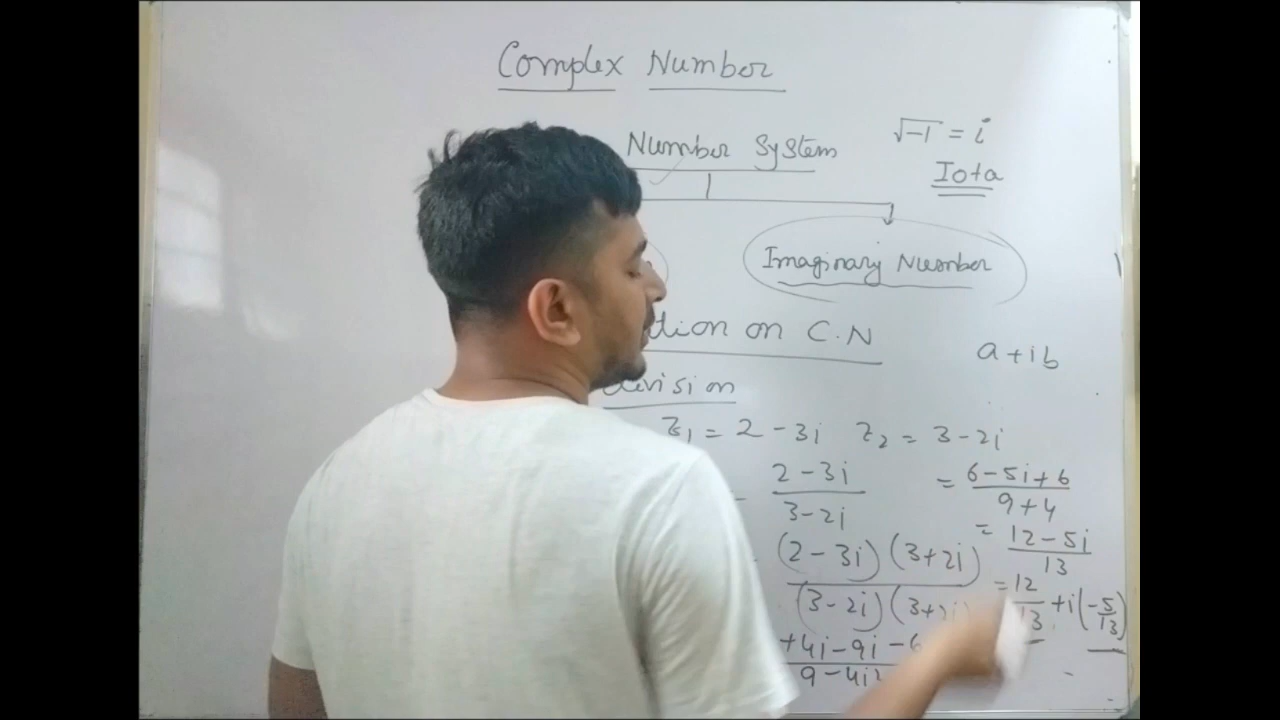 Complex Number
Number System
√-1 = i
Iota
Imaginary Number
tion on C.N
a + ib
Division
Z₁ = 2 - 3i Z₂ = 3 - 2i
2 - 3i
3 - 2i
(2 - 3i) (3 + 2i)
(3 - 2i) (3 + 2i
+4i - 9i - 6
9 - 4i²
= 6 - 5i + 6
9 + 4
= 12 - 5i
13
= 12
13 + i(-5
13)